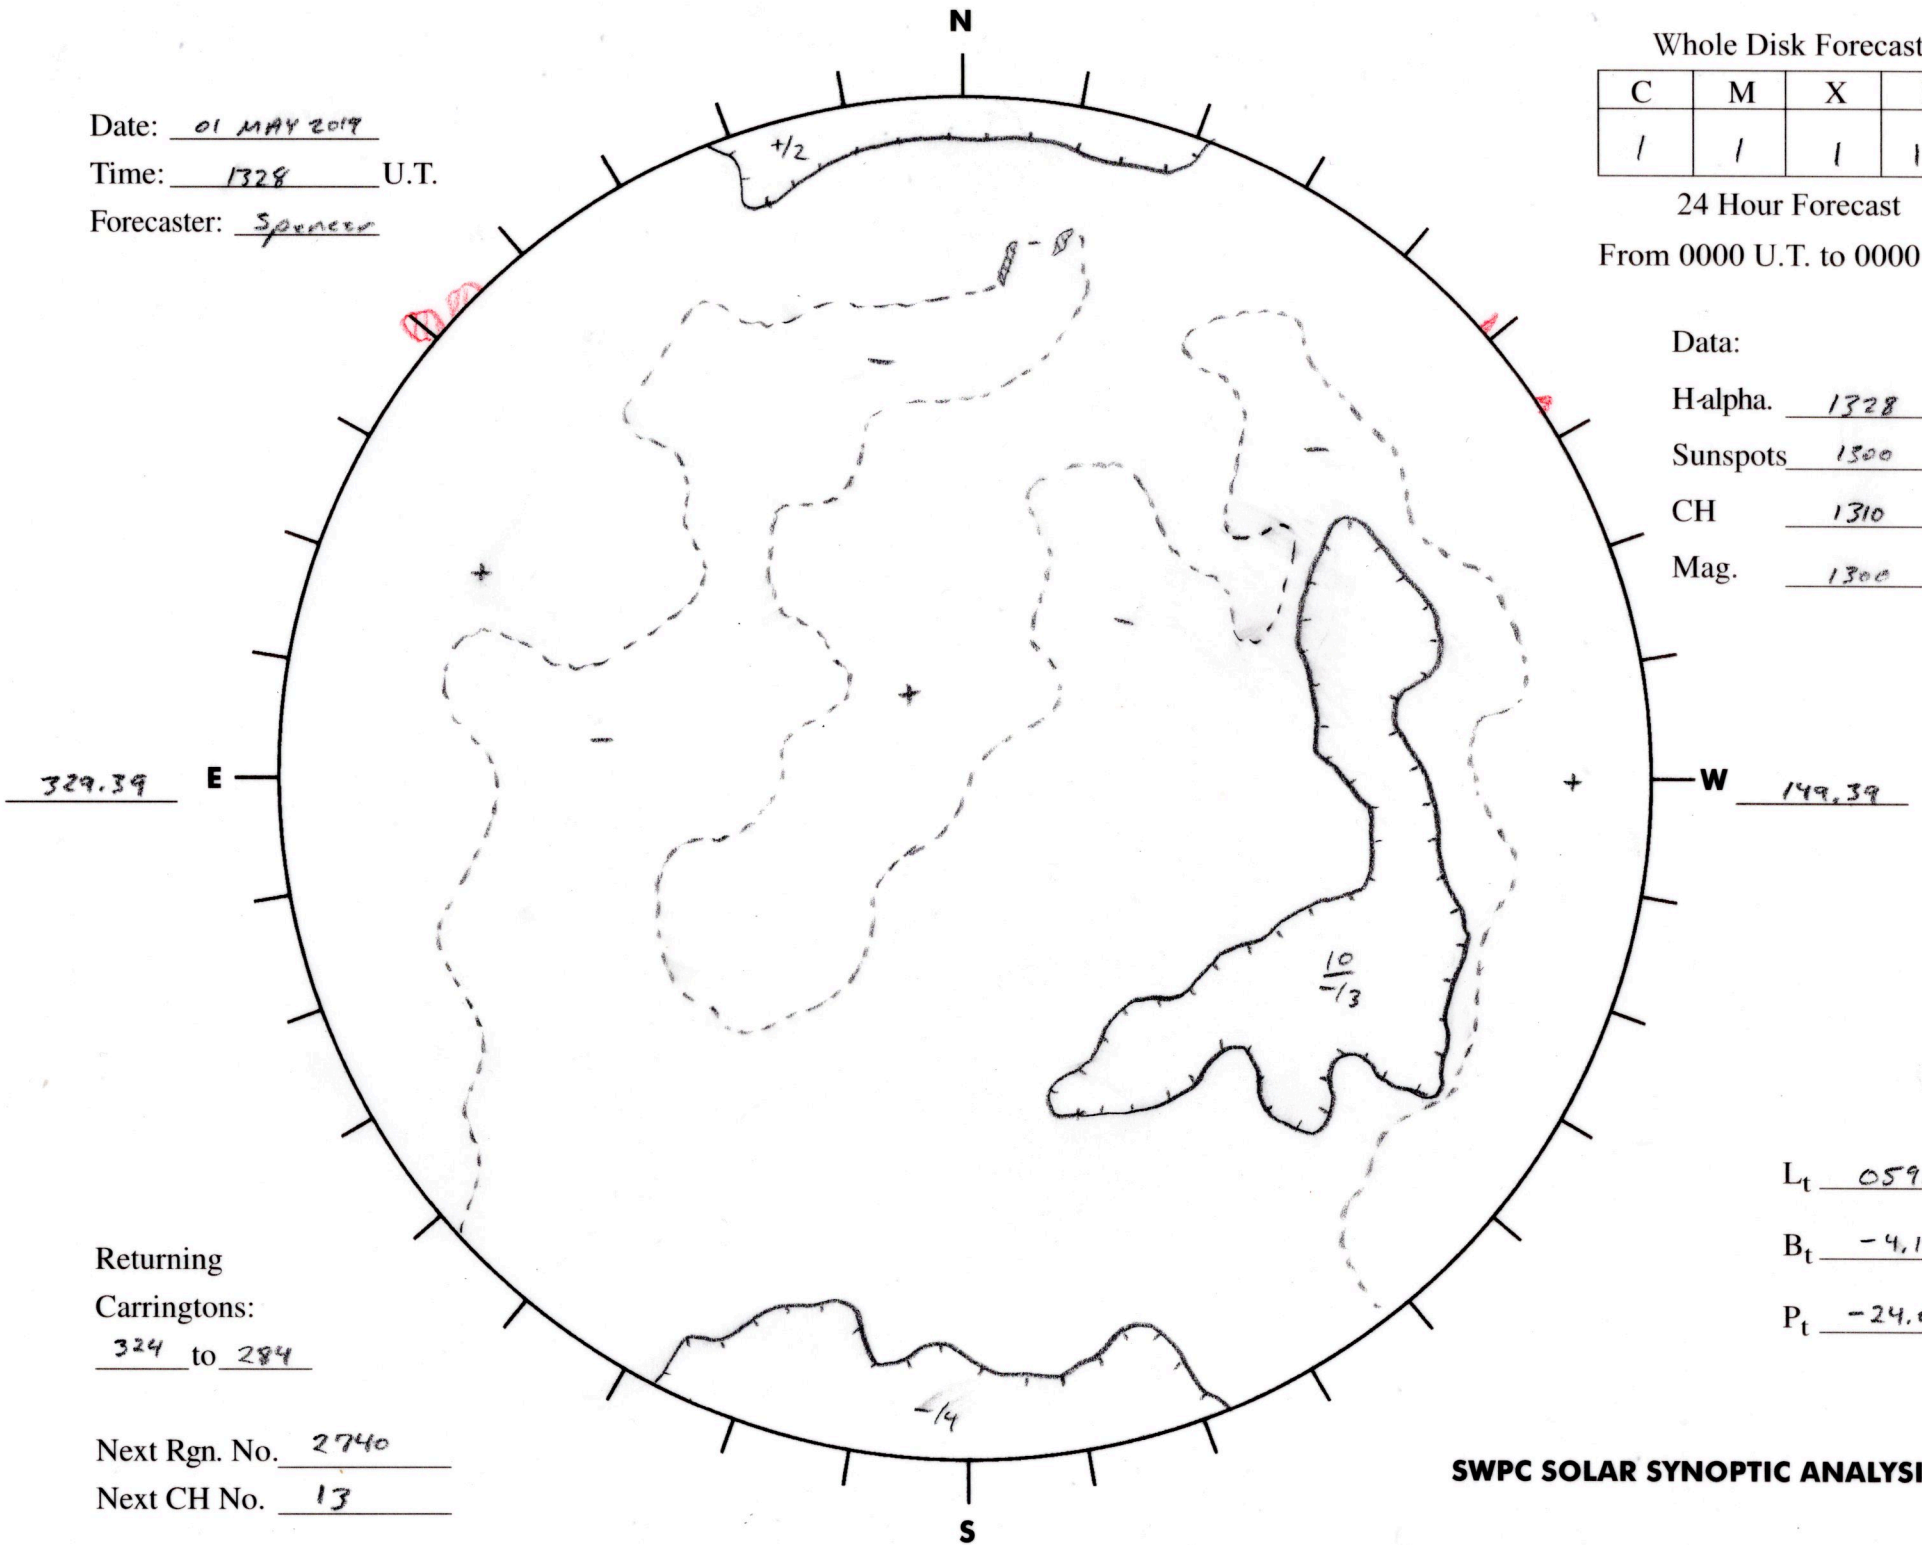 N
Whole Disk Forecast
C M X
1 1 1 1
24 Hour Forecast
From 0000 U.T. to 0000
Date: 01 MAY 2019
Time: 1328 U.T.
Forecaster: Spencer
+/2
-
-
-
+
-
+
-
+
Data:
H-alpha. 1328
Sunspots 1300
CH 1310
Mag. 1300
329.39 E
W 149.39
10
-/3
-/4
Lt 059
Bt -4.1
Pt -24.
Returning
Carringtons:
324 to 284
Next Rgn. No. 2740
Next CH No. 13
SWPC SOLAR SYNOPTIC ANALYSI
S